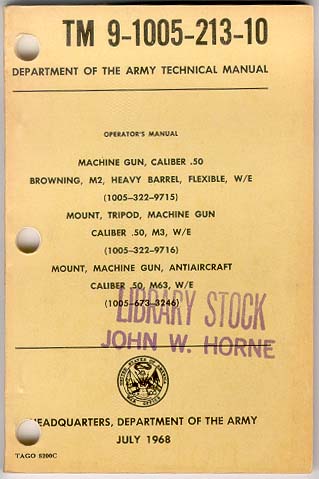 TM 9-1005-213-10
DEPARTMENT OF THE ARMY TECHNICAL MANUAL
OPERATOR'S MANUAL
MACHINE GUN, CALIBER .50
BROWNING, M2, HEAVY BARREL, FLEXIBLE, W/E
(1005-322-9715)
MOUNT, TRIPOD, MACHINE GUN
CALIBER .50, M3, W/E
(1005-322-9716)
MOUNT, MACHINE GUN, ANTIAIRCRAFT
CALIBER .50, M63, W/E
(1005-673-3246)
LIBRARY STOCK
JOHN W. HORNE
HEADQUARTERS, DEPARTMENT OF THE ARMY
JULY 1968
TAGO 8200C